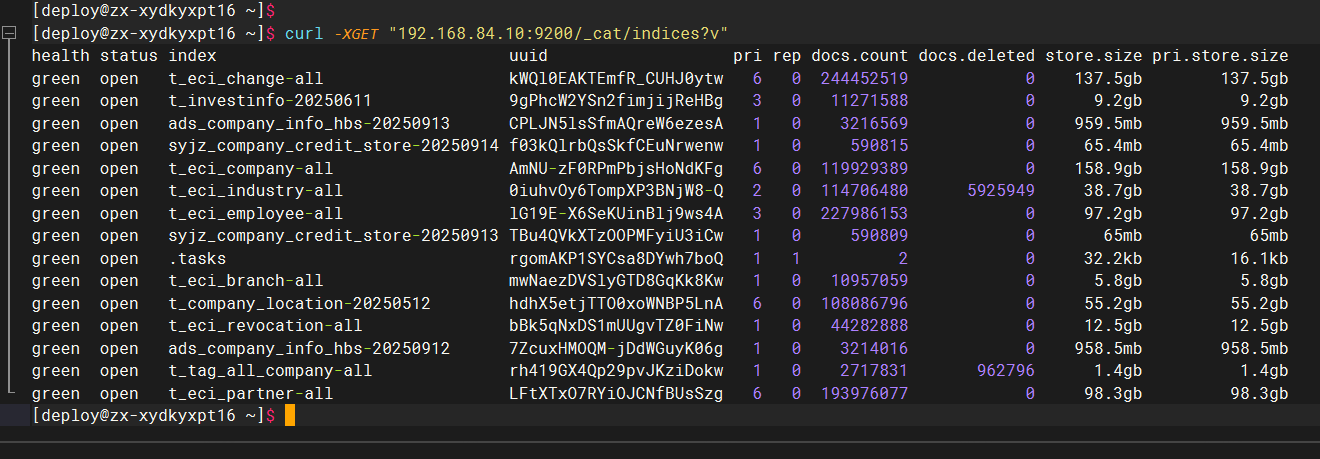 [deploy@zx-xydkyxpt16 ~]$
[deploy@zx-xydkyxpt16 ~]$ curl -XGET "192.168.84.10:9200/_cat/indices?v"
health status index uuid pri rep docs.count docs.deleted store.size pri.store.size
green open t_eci_change-all kWQl0EAKTEmfR_CUHJ0ytw 6 0 244452519 0 137.5gb 137.5gb
green open t_investinfo-20250611 9gPhcW2YSn2fimjijReHBg 3 0 11271588 0 9.2gb 9.2gb
green open ads_company_info_hbs-20250913 CPLJN5lsSfmAQreW6ezesA 1 0 3216569 0 959.5mb 959.5mb
green open syjz_company_credit_store-20250914 f03kQlrbQsSkfCEuNrwenw 1 0 590815 0 65.4mb 65.4mb
green open t_eci_company-all AmNU-zF0RPmPbjsHoNdKFg 6 0 119929389 0 158.9gb 158.9gb
green open t_eci_industry-all 0iuhvOy6TompXP3BNjW8-Q 2 0 114706480 5925949 38.7gb 38.7gb
green open t_eci_employee-all lG19E-X6SeKUinBlj9ws4A 3 0 227986153 0 97.2gb 97.2gb
green open syjz_company_credit_store-20250913 TBu4QVkXTzOOPMFyiU3iCw 1 0 590809 0 65mb 65mb
green open .tasks rgomAKP1SYCsa8DYwh7boQ 1 1 2 0 32.2kb 16.1kb
green open t_eci_branch-all mwNaezDVSlyGTD8GqKk8Kw 1 0 10957059 0 5.8gb 5.8gb
green open t_company_location-20250512 hdhX5etjTTO0xoWNBP5LnA 6 0 108086796 0 55.2gb 55.2gb
green open t_eci_revocation-all bBk5qNxDS1mUUgvTZ0FiNw 1 0 44282888 0 12.5gb 12.5gb
green open ads_company_info_hbs-20250912 7ZcuxHMOQM-jDdWGuyK06g 1 0 3214016 0 958.5mb 958.5mb
green open t_tag_all_company-all rh419GX4Qp29pvJKziDokw 1 0 2717831 962796 1.4gb 1.4gb
green open t_eci_partner-all LFtXTxO7RYiOJCNfBUsSzg 6 0 193976077 0 98.3gb 98.3gb
[deploy@zx-xydkyxpt16 ~]$